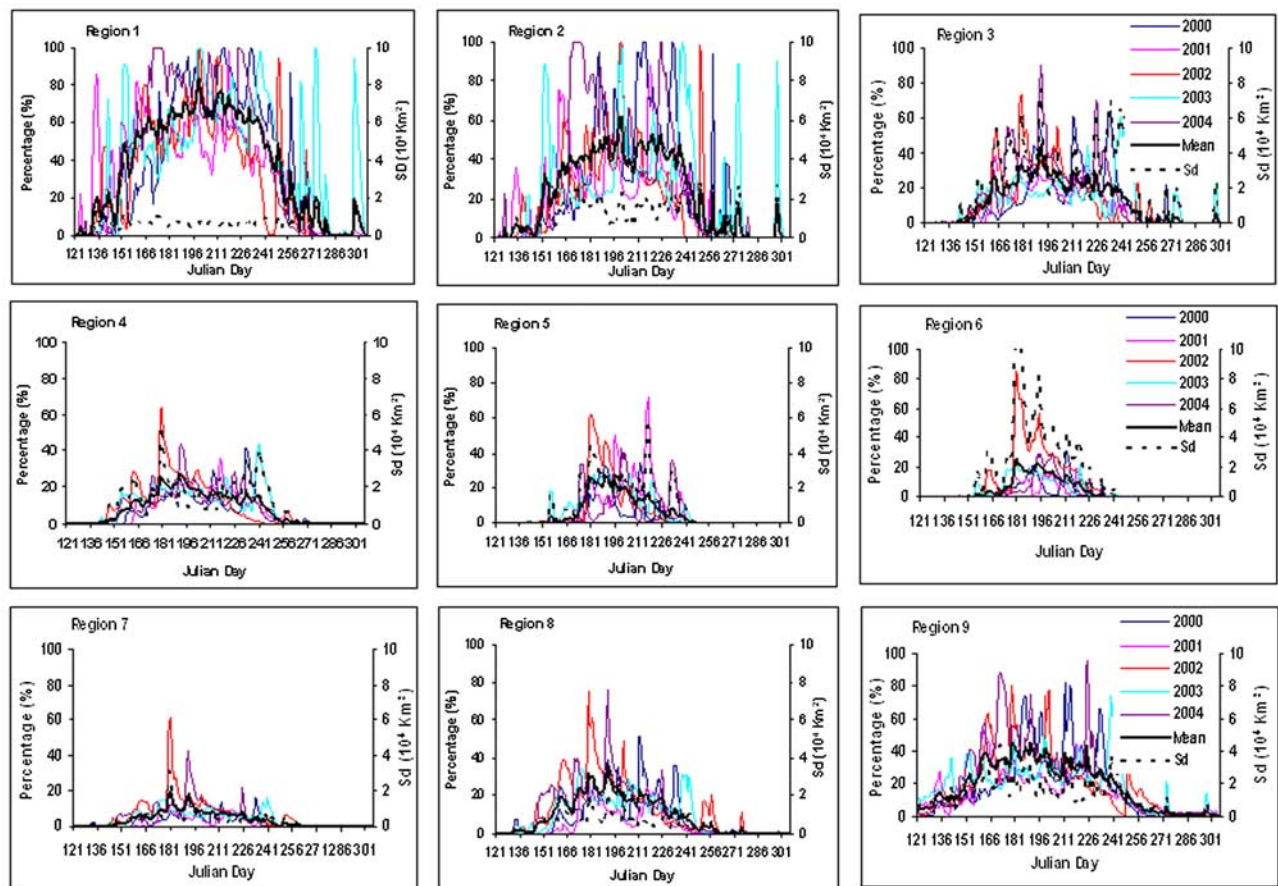 Region 1
Percentage (%)
100
80
60
40
20
0
10
8
6
4
2
0
SD (10⁴ Km²)
121 136 151 166 181 196 211 226 241 256 271 286 301
Julian Day
Region 2
Percentage (%)
100
80
60
40
20
0
10
8
6
4
2
0
Sd (10⁴ Km²)
121 136 151 166 181 196 211 226 241 256 271 286 301
Julian Day
Region 3
Percentage (%)
100
80
60
40
20
0
10
8
6
4
2
0
Sd (10⁴ Km²)
2000
2001
2002
2003
2004
Mean
Sd
121 136 151 166 181 196 211 226 241 256 271 286 301
Julian Day
Region 4
Percentage (%)
100
80
60
40
20
0
10
8
6
4
2
0
Sd (10⁴ Km²)
121 136 151 166 181 196 211 226 241 256 271 286 301
Julian Day
Region 5
Percentage (%)
100
80
60
40
20
0
10
8
6
4
2
0
Sd (10⁴ Km²)
121 136 151 166 181 196 211 226 241 256 271 286 301
Julian Day
Region 6
Percentage (%)
100
80
60
40
20
0
10
8
6
4
2
0
Sd (10⁴ Km²)
2000
2001
2002
2003
2004
Mean
Sd
121 136 151 166 181 196 211 226 241 256 271 286 301
Julian Day
Region 7
Percentage (%)
100
80
60
40
20
0
10
8
6
4
2
0
Sd (10⁴ Km²)
121 136 151 166 181 196 211 226 241 256 271 286 301
Julian Day
Region 8
Percentage (%)
100
80
60
40
20
0
10
8
6
4
2
0
Sd (10⁴ Km²)
121 136 151 166 181 196 211 226 241 256 271 286 301
Julian Day
Region 9
Percentage (%)
100
80
60
40
20
0
10
8
6
4
2
0
Sd (10⁴ Km²)
2000
2001
2002
2003
2004
Mean
Sd
121 136 151 166 181 196 211 226 241 256 271 286 301
Julian Day